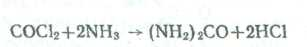 COCl₂+2NH₃ → (NH₂)₂CO+2HCl